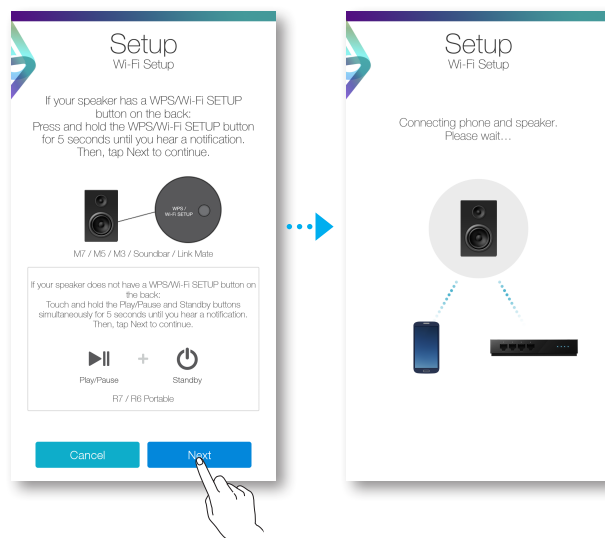 Setup
Wi-Fi Setup
If your speaker has a WPS/Wi-Fi SETUP
button on the back:
Press and hold the WPS/Wi-Fi SETUP button
for 5 seconds until you hear a notification.
Then, tap Next to continue.
WPS /
Wi-Fi SETUP
M7 / M5 / M3 / Soundbar / Link Mate
If your speaker does not have a WPS/Wi-Fi SETUP button on
the back:
Touch and hold the Play/Pause and Standby buttons
simultaneously for 5 seconds until you hear a notification.
Then, tap Next to continue.
+
Play/Pause
Standby
R7 / R6 Portable
Cancel
Next
Setup
Wi-Fi Setup
Connecting phone and speaker.
Please wait…